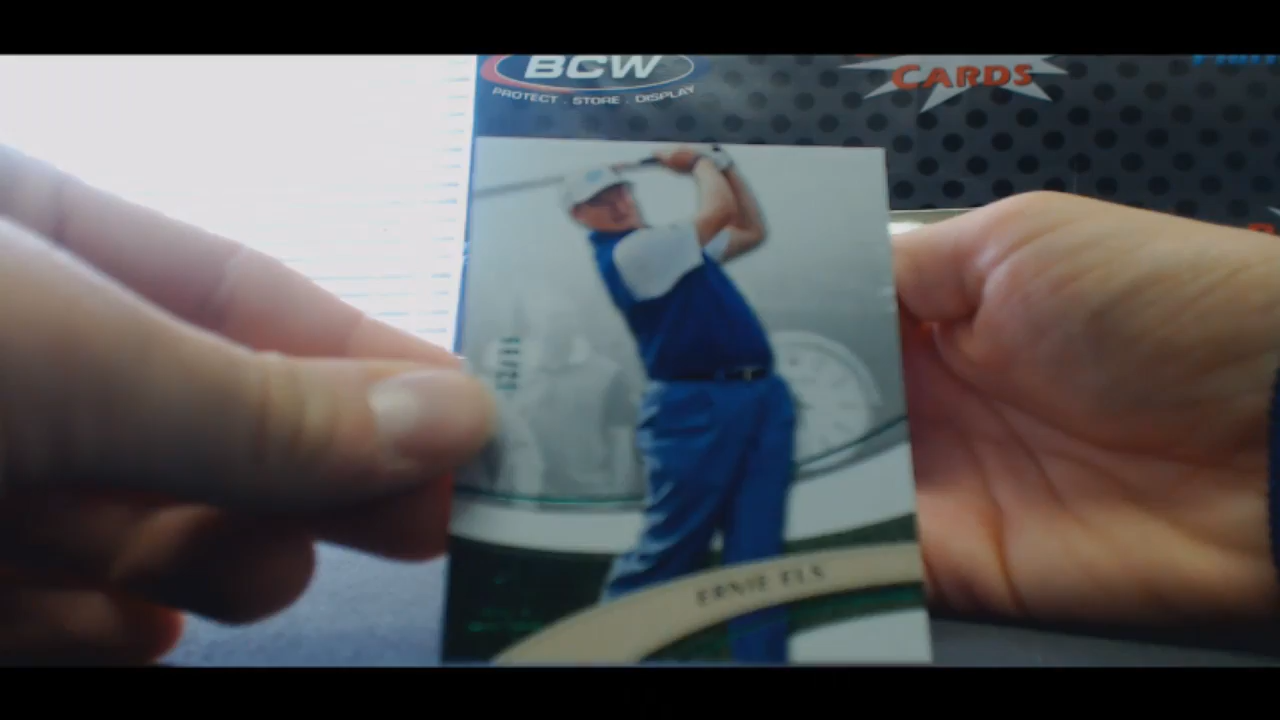 BCW
PROTECT . STORE . DISPLAY
CARDS
ERNIE ELS